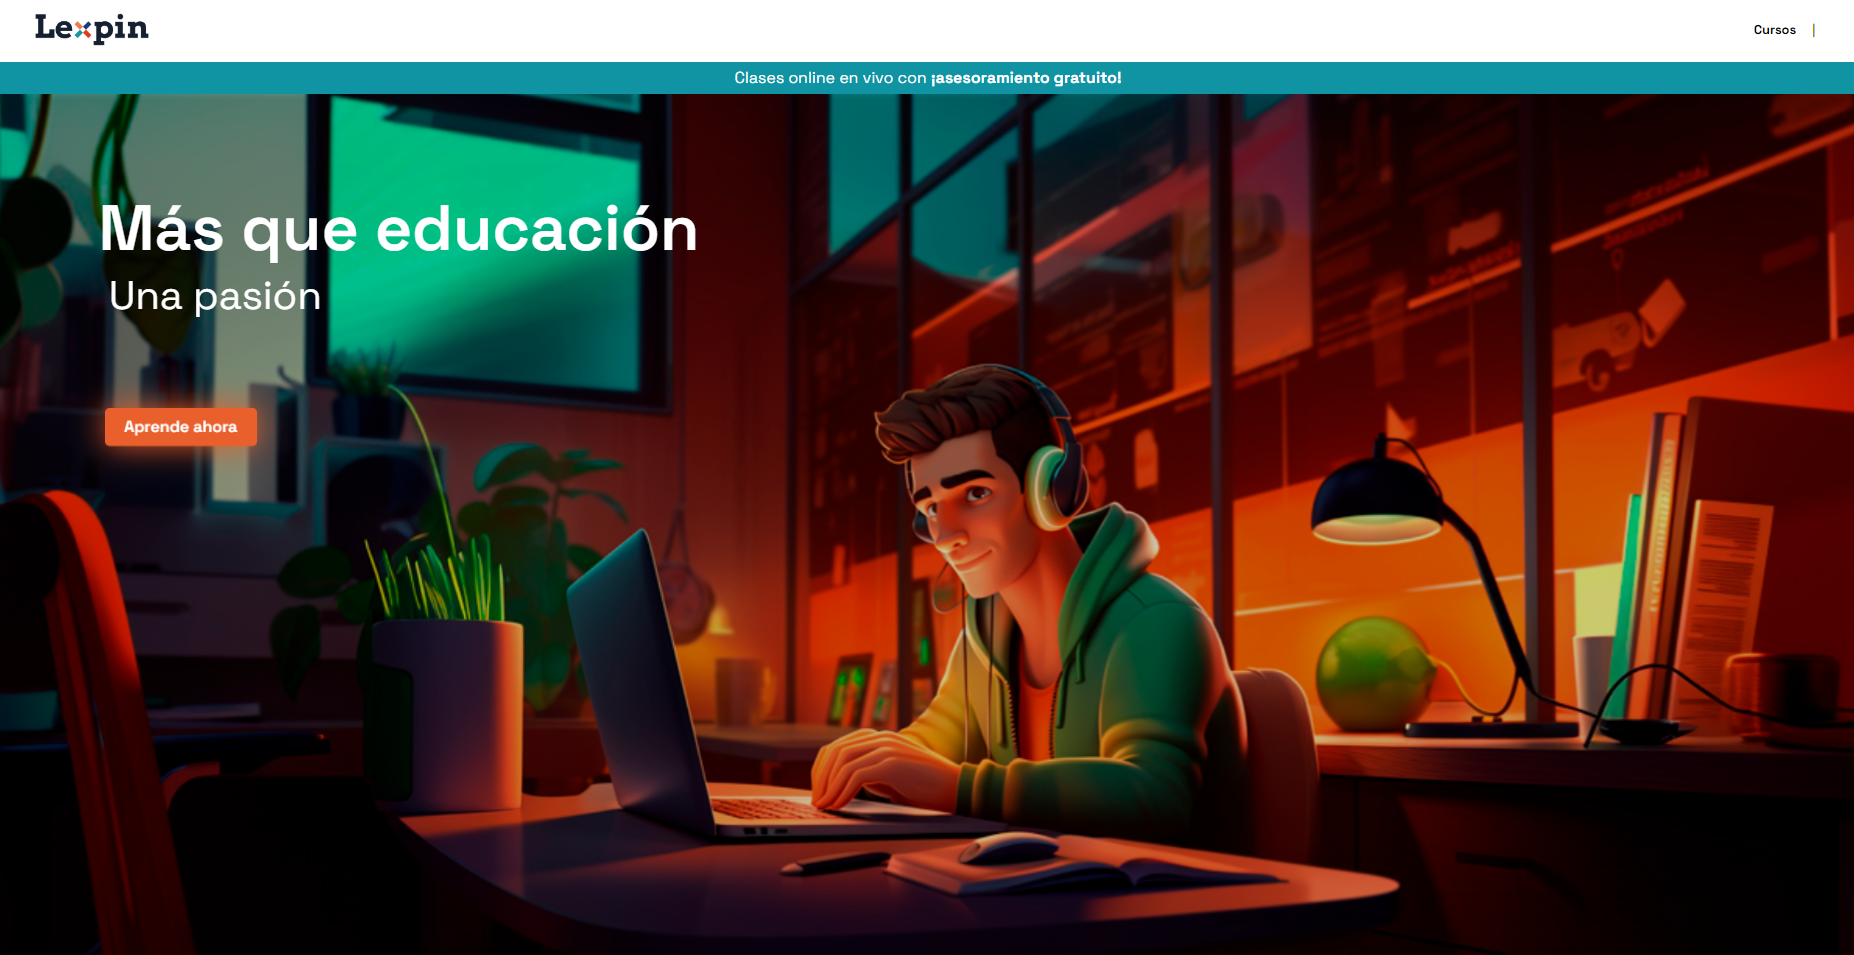 Lexpin
Cursos
Clases online en vivo con ¡asesoramiento gratuito!
Más que educación
Una pasión
Aprende ahora